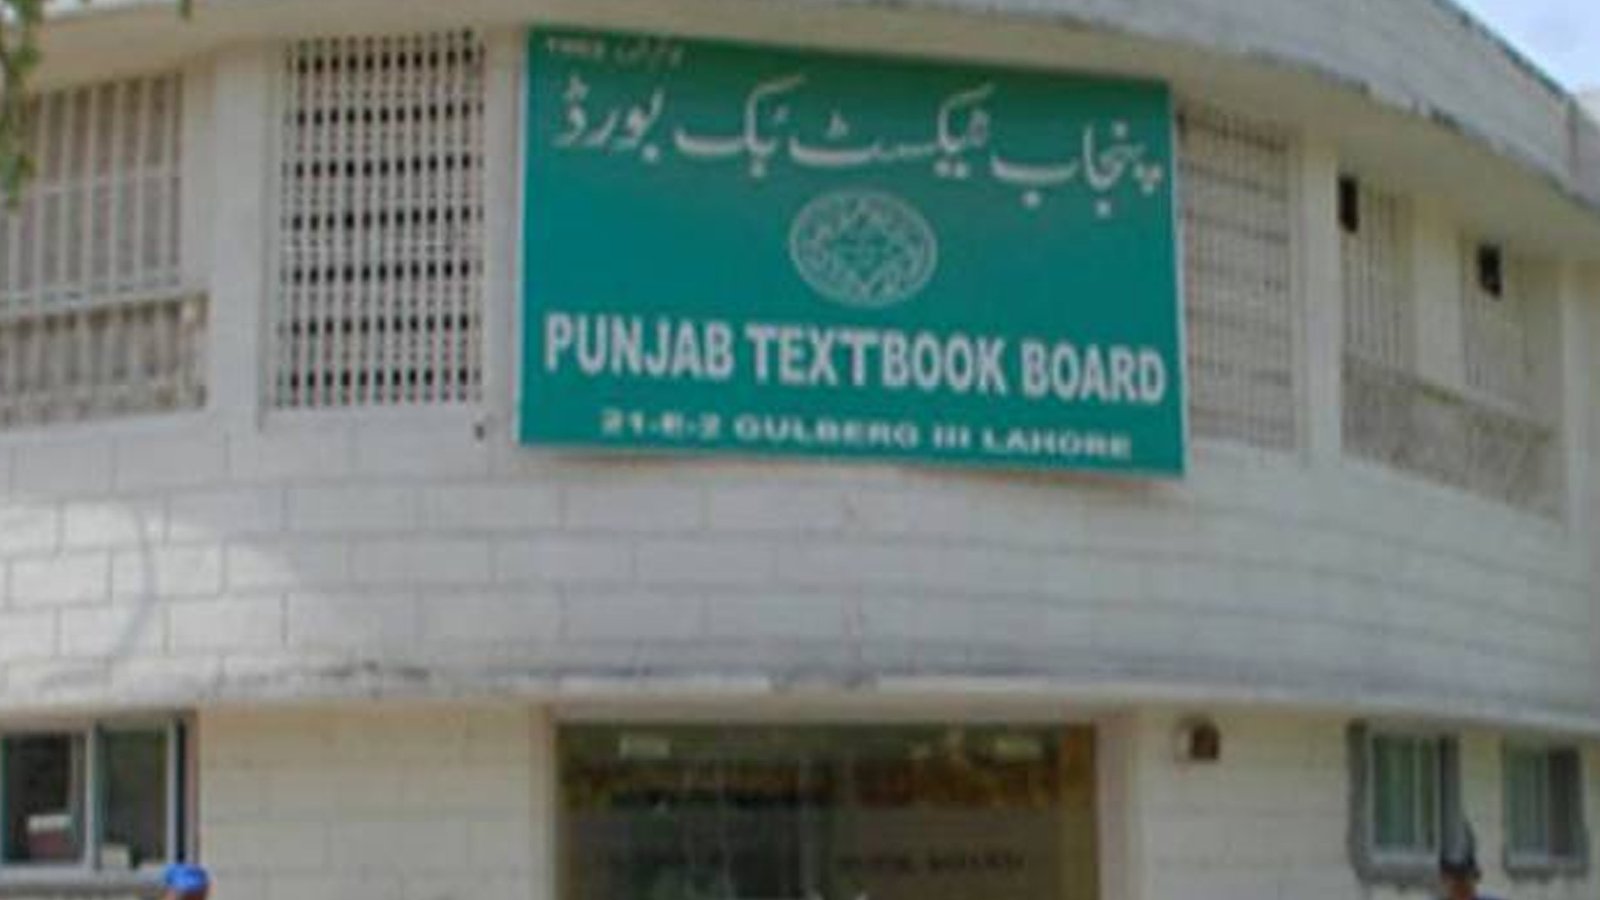 پنجاب ٹیکسٹ بک بورڈ
PUNJAB TEXTBOOK BOARD
21-E-2 GULBERG III LAHORE